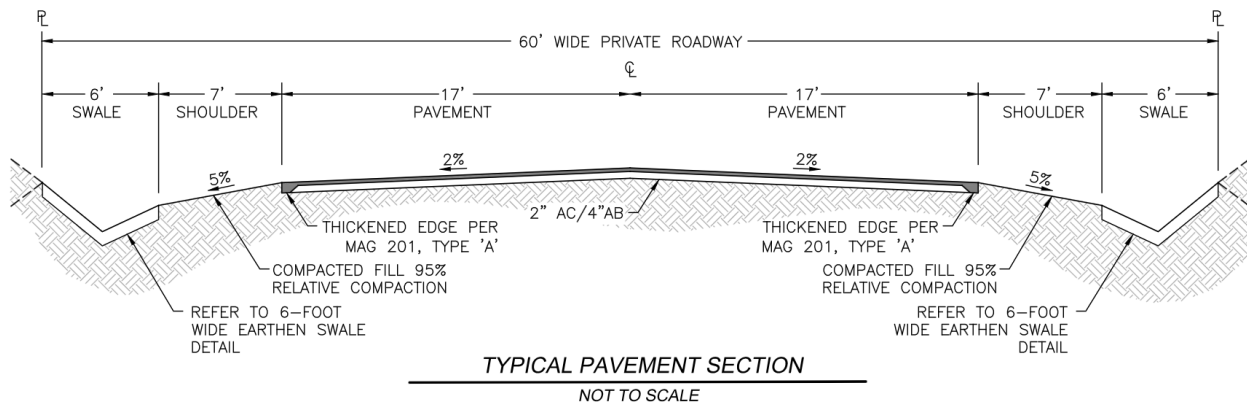 ℄ ℄
60' WIDE PRIVATE ROADWAY
℄
6' 7' 17' 17' 7' 6'
SWALE SHOULDER PAVEMENT PAVEMENT SHOULDER SWALE
5% 2% 2% 5%
2" AC/4"AB
THICKENED EDGE PER
MAG 201, TYPE 'A'
THICKENED EDGE PER
MAG 201, TYPE 'A'
COMPACTED FILL 95%
RELATIVE COMPACTION
COMPACTED FILL 95%
RELATIVE COMPACTION
REFER TO 6-FOOT
WIDE EARTHEN SWALE
DETAIL
REFER TO 6-FOOT
WIDE EARTHEN SWALE
DETAIL
TYPICAL PAVEMENT SECTION
NOT TO SCALE